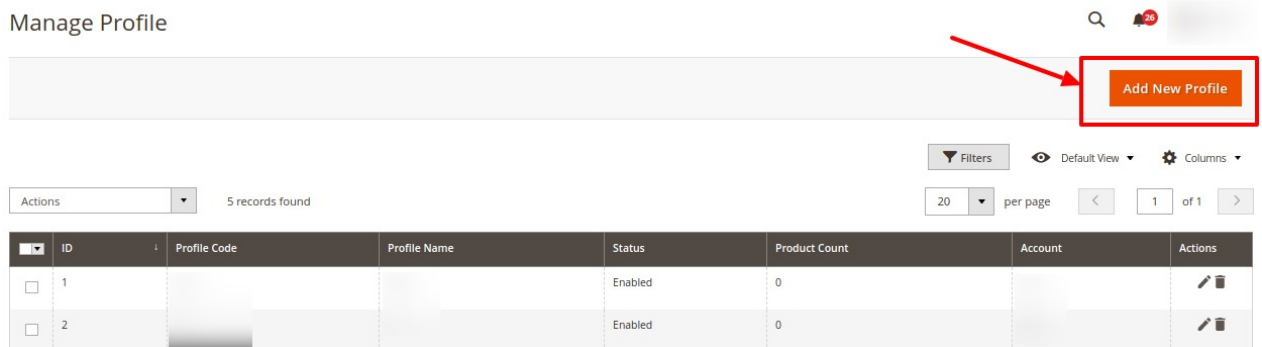 Manage Profile
26
Add New Profile
Filters
Default View
Columns
Actions
5 records found
20
per page
1
of 1
ID ↓ Profile Code Profile Name Status Product Count Account Actions
1 Enabled 0
2 Enabled 0